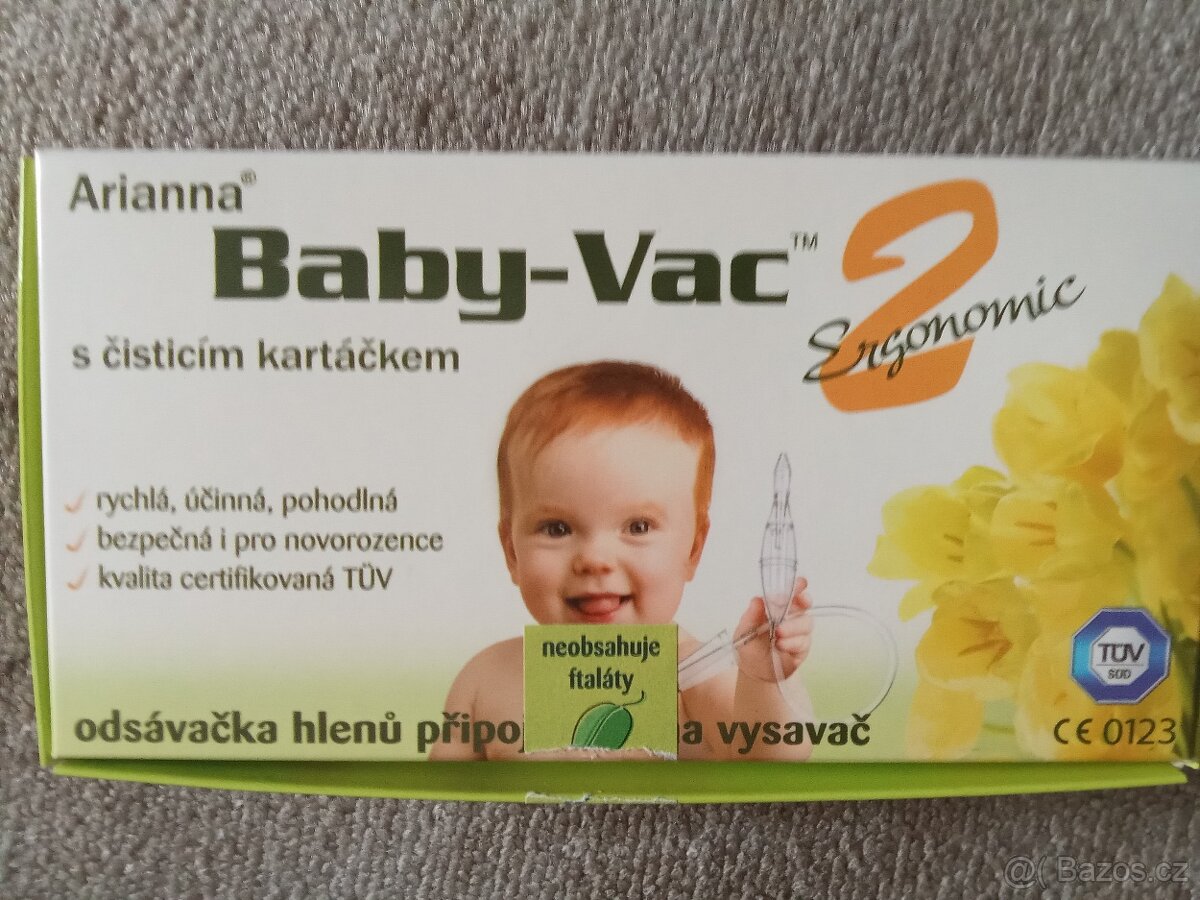 Arianna®
Baby-Vac™ 2
Ergonomic
s čisticím kartáčkem
rychlá, účinná, pohodlná
bezpečná i pro novorozence
kvalita certifikovaná TÜV
neobsahuje
ftaláty
TÜV
SÜD
odsávačka hlenů a vysavač
CE 0123
@( Bazos.cz